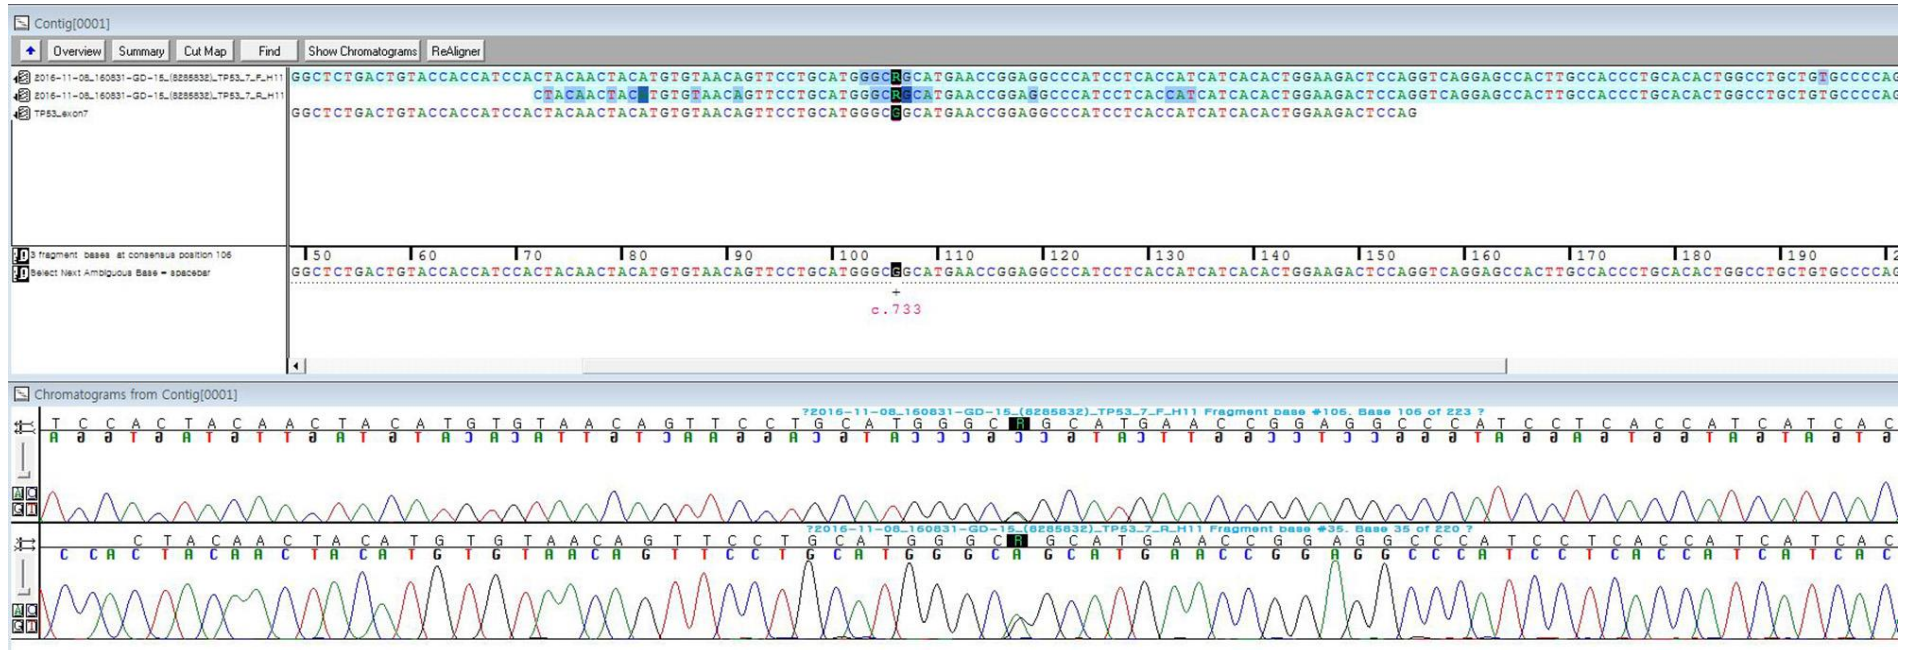 Contig[0001]
Overview Summary Cut Map Find Show Chromatograms ReAligner
2016-11-08_160831-GD-15_(8285832)_TP53_7_F_H11 GGCTCTGACTGTACCACCATCCACTACAACTACATGTGTAACAGTTCCTGCATGGGCRGCATGAACCGGAGGCCCATCCTCACCATCATCACACTGGAAGACTCCAGGTCAGGAGCCACTTGCCACCCTGCACACTGGCCTGCTGTGCCCCAG
2016-11-08_160831-GD-15_(8285832)_TP53_7_R_H11 CTACAACTAC TGTGTAACAGTTCCTGCATGGGCRGCATGAACCGGAGGCCCATCCTCACCATCATCACACTGGAAGACTCCAGGTCAGGAGCCACTTGCCACCCTGCACACTGGCCTGCTGTGCCCCAG
TP53_exon7 GGCTCTGACTGTACCACCATCCACTACAACTACATGTGTAACAGTTCCTGCATGGGCGGCATGAACCGGAGGCCCATCCTCACCATCATCACACTGGAAGACTCCAG
3 fragment bases at consensus position 106 50 60 70 80 90 100 110 120 130 140 150 160 170 180 190 2
Select Next Ambiguous Base = spacebar GGCTCTGACTGTACCACCATCCACTACAACTACATGTGTAACAGTTCCTGCATGGGCGGCATGAACCGGAGGCCCATCCTCACCATCATCACACTGGAAGACTCCAGGTCAGGAGCCACTTGCCACCCTGCACACTGGCCTGCTGTGCCCCAG
+
c.733
Chromatograms from Contig[0001]
?2016-11-08_160831-GD-15_(8285832)_TP53_7_F_H11 Fragment base #106. Base 106 of 223 ?
T C C A C T A C A A C T A C A T G T G T A A C A G T T C C T G C A T G G G C R G C A T G A A C C G G A G G C C C A T C C T C A C C A T C A T C A C
A C G T
?2016-11-08_160831-GD-15_(8285832)_TP53_7_R_H11 Fragment base #35. Base 35 of 220 ?
C T A C A A C T A C A T G T G T A A C A G T T C C T G C A T G G G C R G C A T G A A C C G G A G G C C C A T C C T C A C C A T C A T C A C
C C A C T A C A A C T A C A T G T G T A A C A G T T C C T G C A T G G G C A G C A T G A A C C G G A G G C C C A T C C T C A C C A T C A T C A C
A C G T